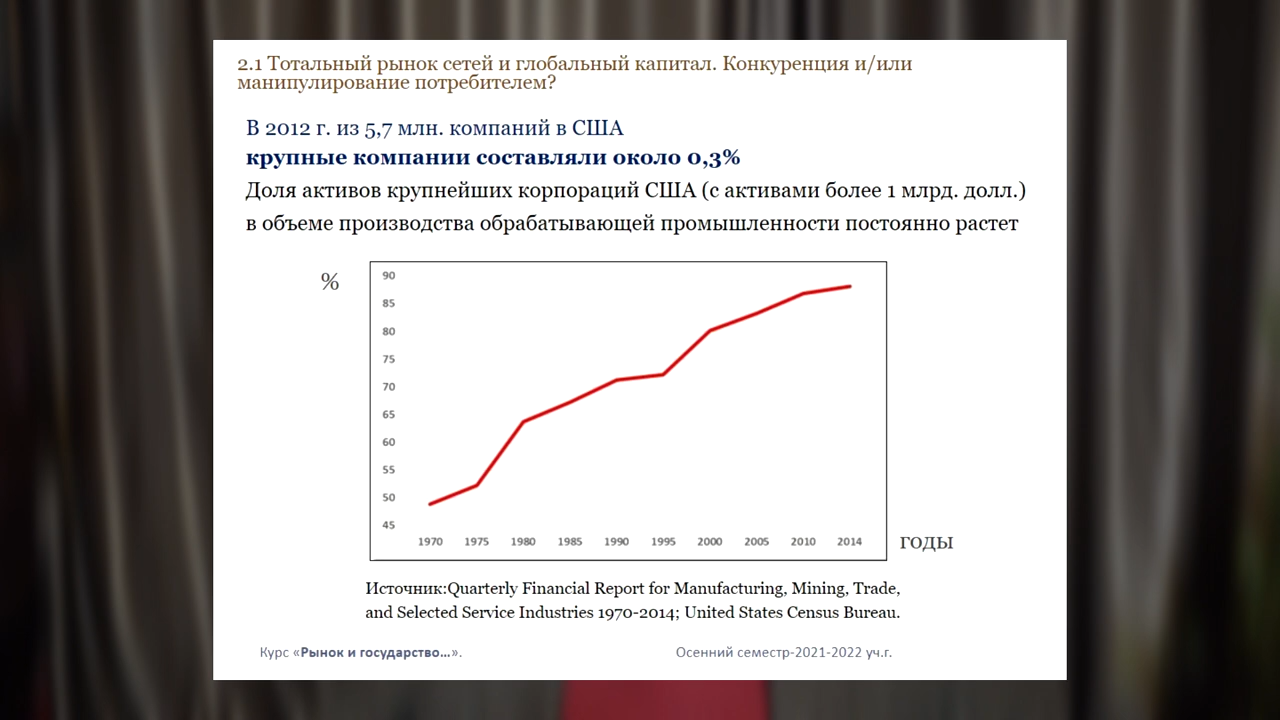 2.1 Тотальный рынок сетей и глобальный капитал. Конкуренция и/или
манипулирование потребителем?
В 2012 г. из 5,7 млн. компаний в США
крупные компании составляли около 0,3%
Доля активов крупнейших корпораций США (с активами более 1 млрд. долл.)
в объеме производства обрабатывающей промышленности постоянно растет
%
90
85
80
75
70
65
60
55
50
45
1970 1975 1980 1985 1990 1995 2000 2005 2010 2014
годы
Источник:Quarterly Financial Report for Manufacturing, Mining, Trade,
and Selected Service Industries 1970-2014; United States Census Bureau.
Курс «Рынок и государство...». Осенний семестр-2021-2022 уч.г.